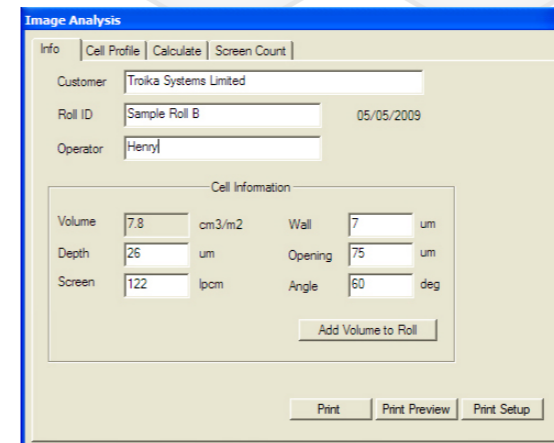 Image Analysis
Info Cell Profile Calculate Screen Count
Customer Troika Systems Limited
Roll ID Sample Roll B 05/05/2009
Operator Henry
Cell Information
Volume 7.8 cm3/m2 Wall 7 um
Depth 26 um Opening 75 um
Screen 122 lpcm Angle 60 deg
Add Volume to Roll
Print Print Preview Print Setup